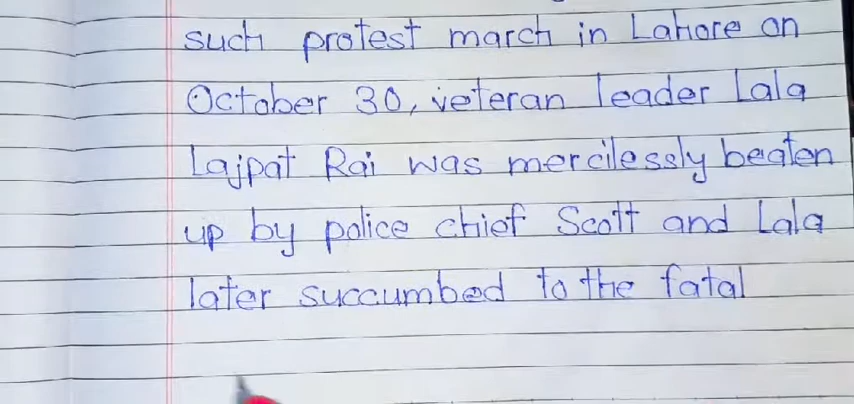 such protest march in Lahore on
October 30, veteran leader Lala
Lajpat Rai was mercilessly beaten
up by police chief Scott and Lala
later succumbed to the fatal